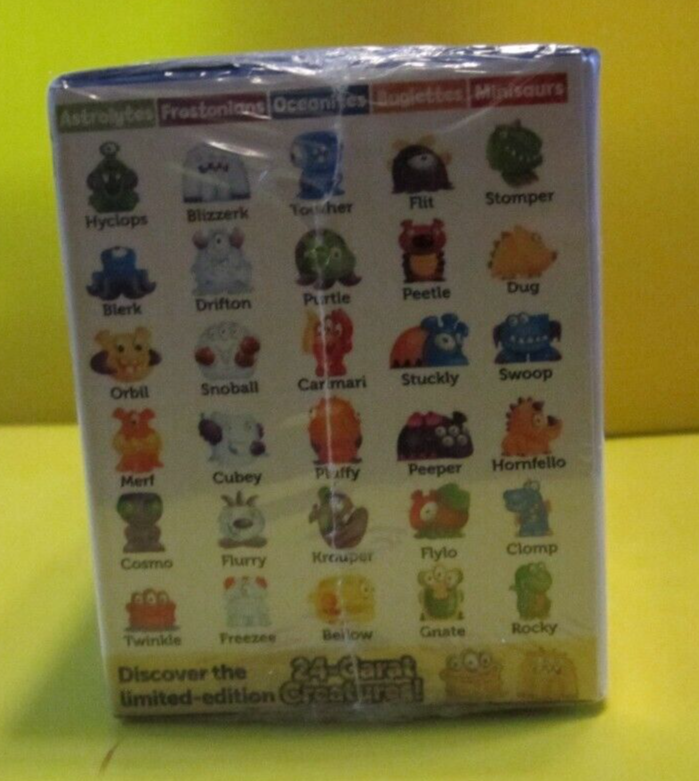 Astrolytes Frostonians Oceanites Buglettes Minisaurs
Hyclops Blizzerk Flit Stomper
Blerk Drifton Purtle Peetle Dug
Orbil Snoball Carimari Stuckly Swoop
Merf Cubey Pluffy Peeper Hornfello
Cosmo Flurry Krouper Flylo Clomp
Twinkle Freezee Bellow Gnate Rocky
Discover the 24-Carat
limited-edition Creatures!